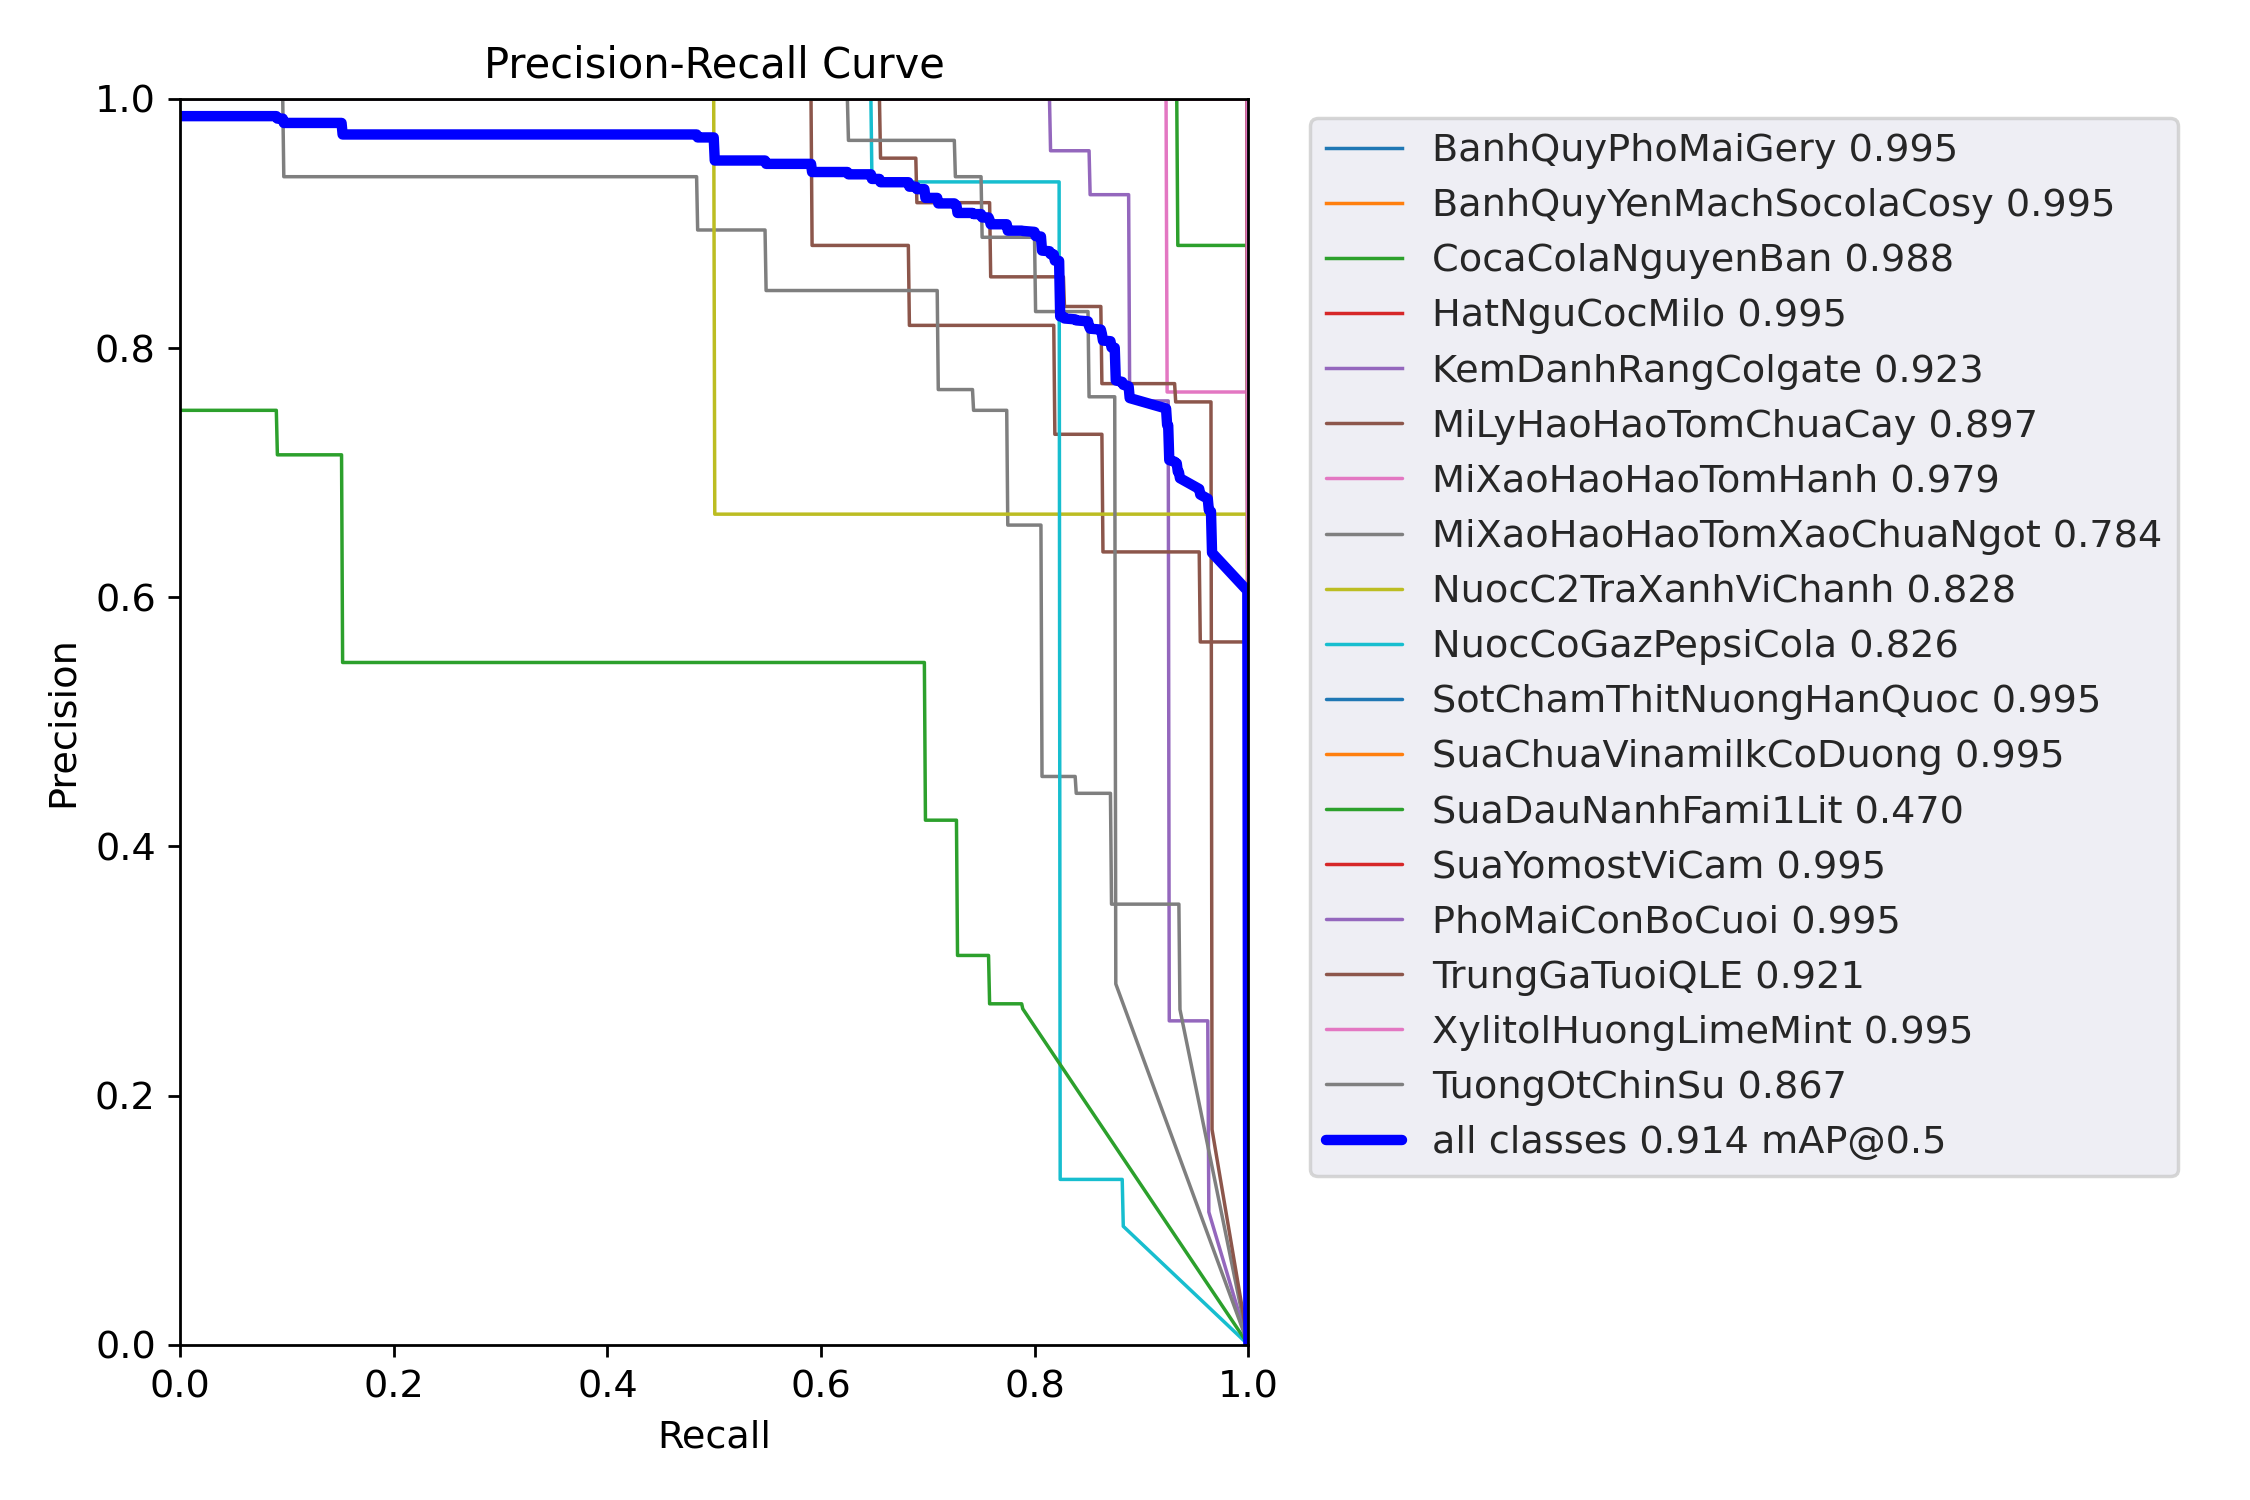 Precision-Recall Curve
1.0
0.8
0.6
0.4
0.2
0.0
Precision
0.0 0.2 0.4 0.6 0.8 1.0
Recall
BanhQuyPhoMaiGery 0.995
BanhQuyYenMachSocolaCosy 0.995
CocaColaNguyenBan 0.988
HatNguCocMilo 0.995
KemDanhRangColgate 0.923
MiLyHaoHaoTomChuaCay 0.897
MiXaoHaoHaoTomHanh 0.979
MiXaoHaoHaoTomXaoChuaNgot 0.784
NuocC2TraXanhViChanh 0.828
NuocCoGazPepsiCola 0.826
SotChamThitNuongHanQuoc 0.995
SuaChuaVinamilkCoDuong 0.995
SuaDauNanhFami1Lit 0.470
SuaYomostViCam 0.995
PhoMaiConBoCuoi 0.995
TrungGaTuoiQLE 0.921
XylitolHuongLimeMint 0.995
TuongOtChinSu 0.867
all classes 0.914 mAP@0.5